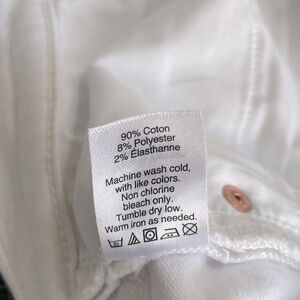 90% Coton
8% Polyester
2% Elasthanne
Machine wash cold,
with like colors.
Non chlorine
bleach only.
Tumble dry low.
Warm iron as needed.